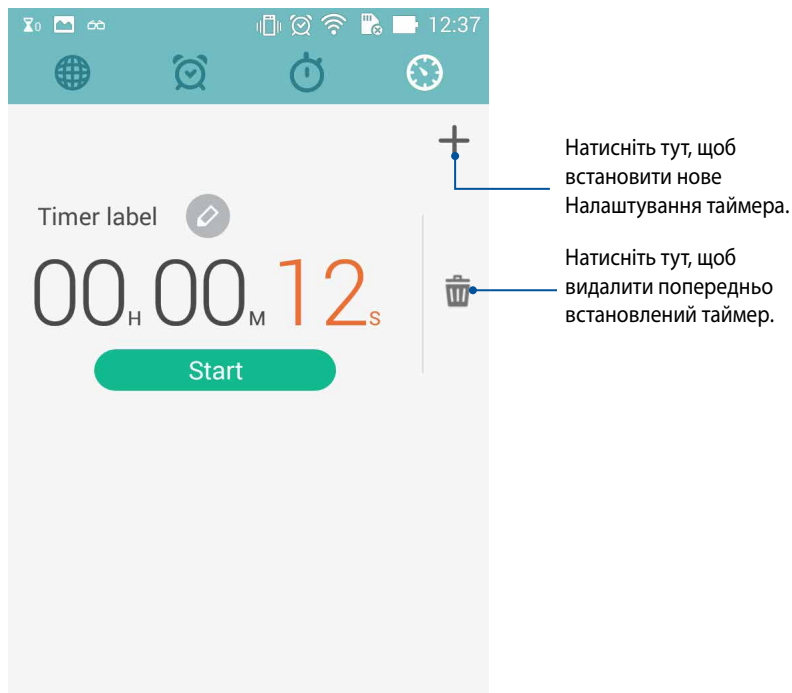 0 12:37
Натисніть тут, щоб
встановити нове
Налаштування таймера.
Timer label
Натисніть тут, щоб
видалити попередньо
встановлений таймер.
00H 00M 12S
Start